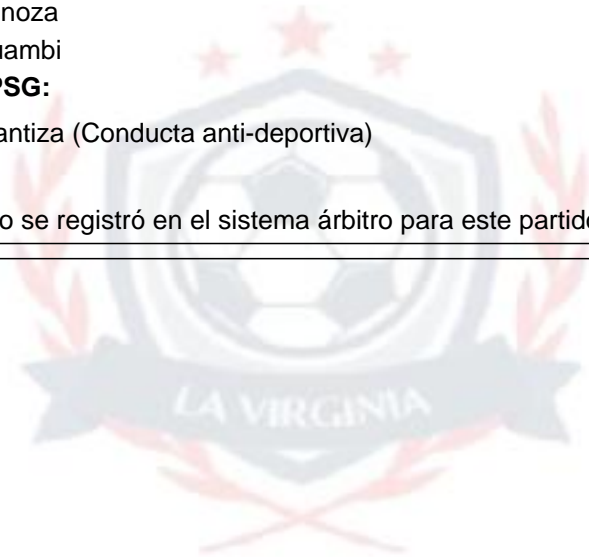 noza
uambi
PSG:
antiza (Conducta anti-deportiva)
o se registró en el sistema árbitro para este partido
LA VIRGINIA